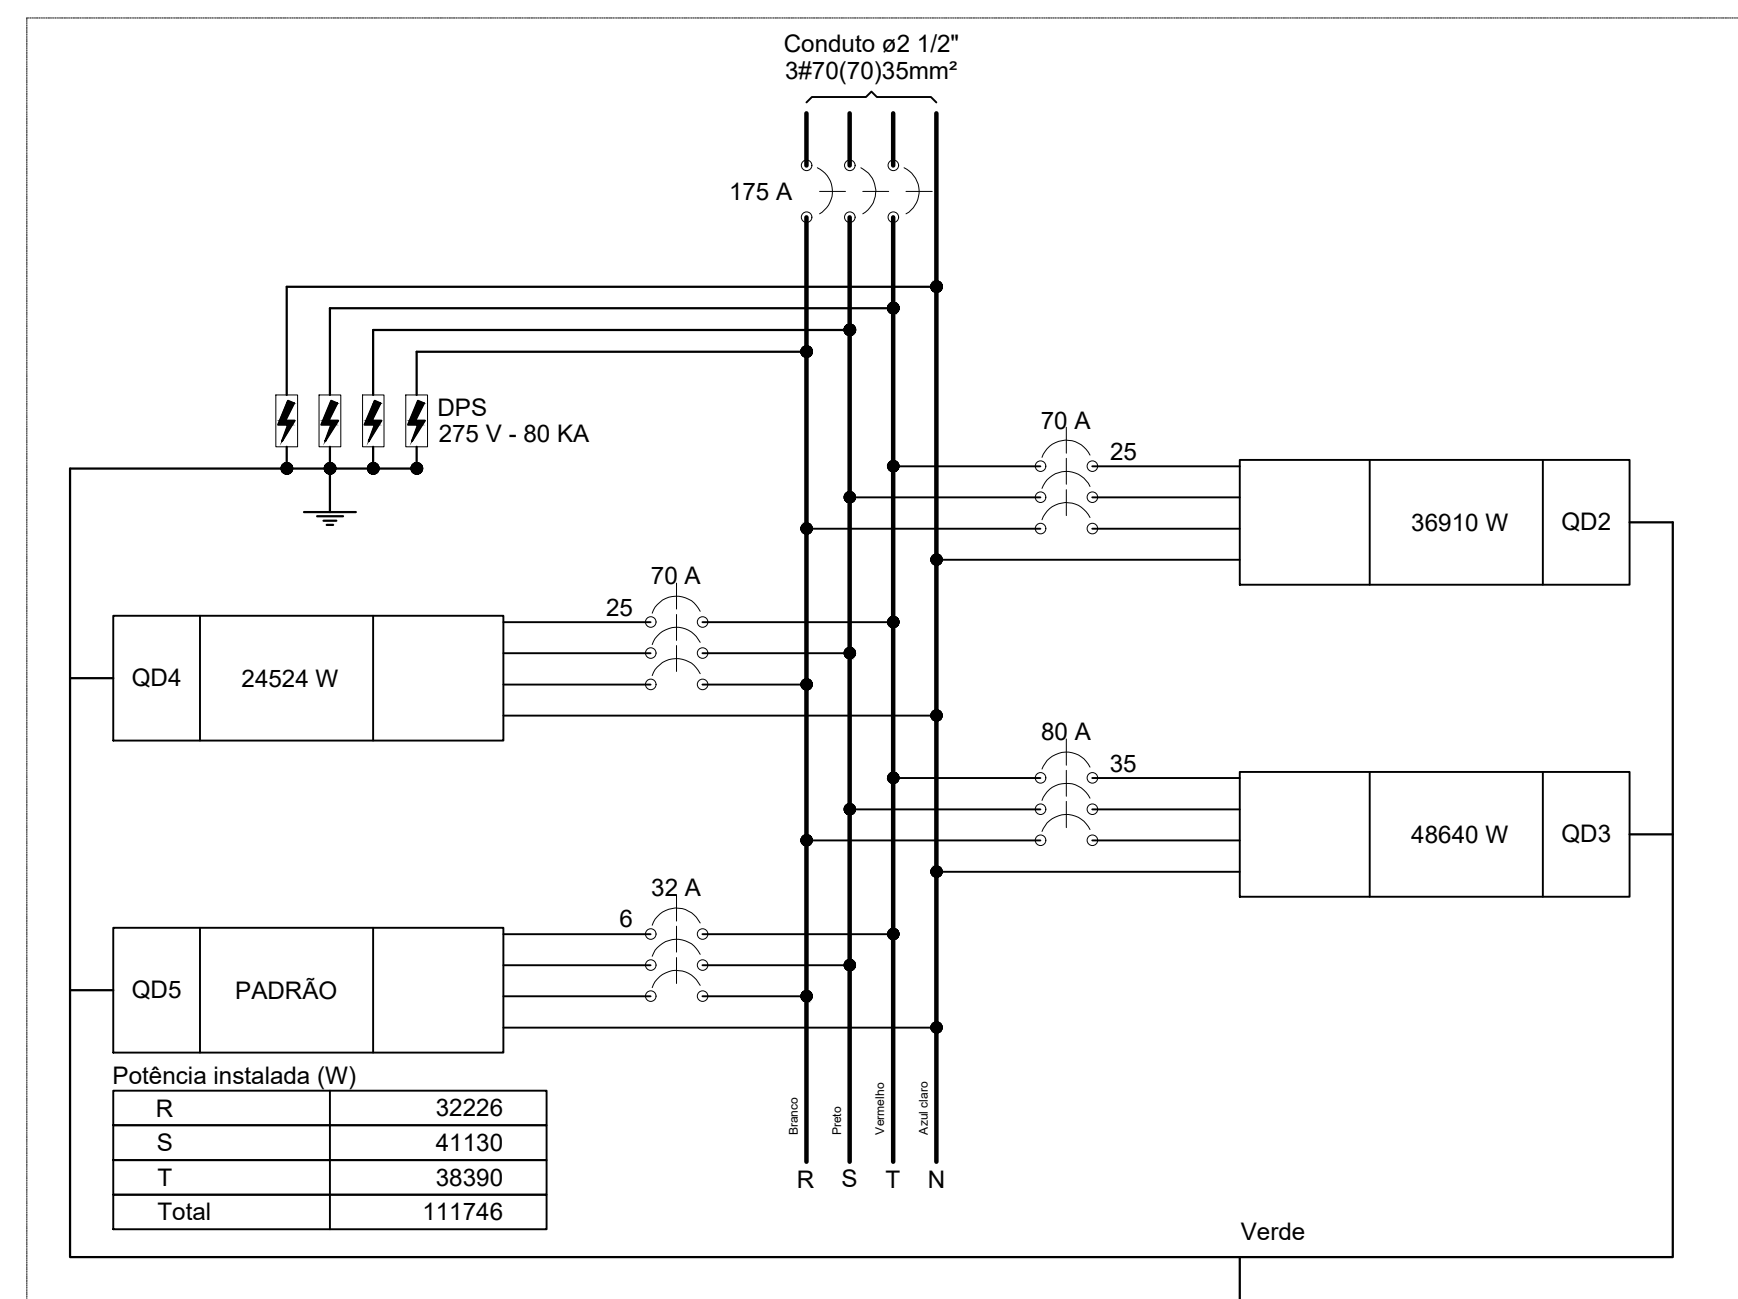 Conduto ø2 1/2"
3#70(70)35mm²
175 A
DPS
275 V - 80 KA
70 A
25
36910 W
QD2
70 A
25
QD4
24524 W
80 A
35
48640 W
QD3
32 A
6
QD5
PADRÃO
Potência instalada (W)
R 32226
S 41130
T 38390
Total 111746
Branco
Preto
Vermelho
Azul claro
R S T N
Verde